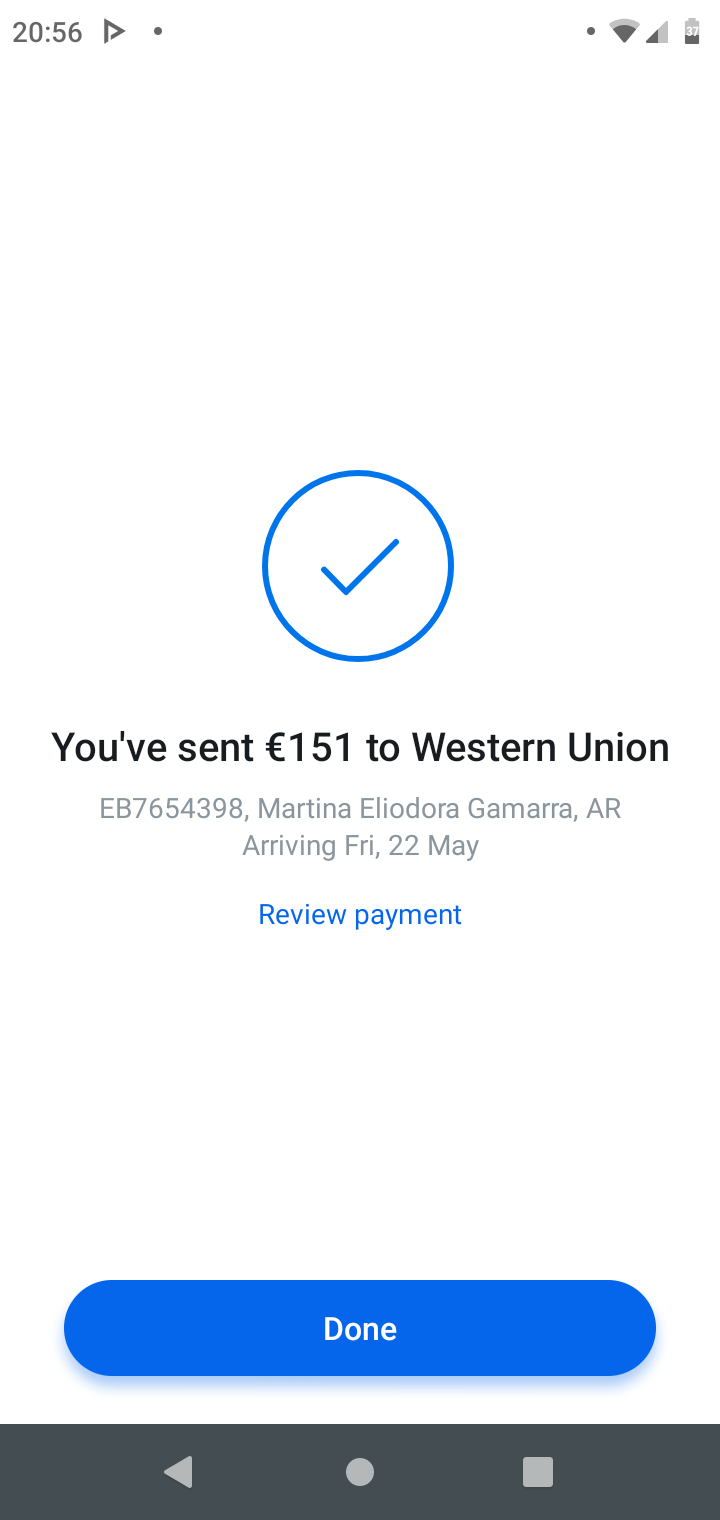 20:56
37
You've sent €151 to Western Union
EB7654398, Martina Eliodora Gamarra, AR
Arriving Fri, 22 May
Review payment
Done